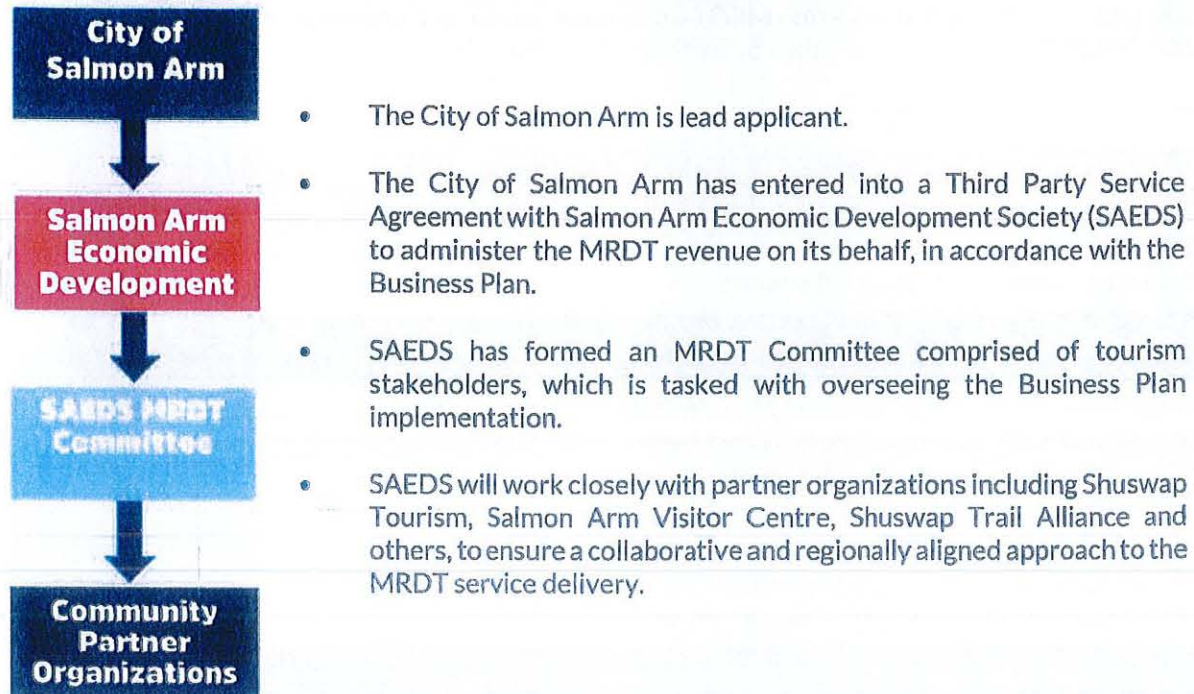 City of
Salmon Arm
Salmon Arm
Economic
Development
SAEDS MRDT
Committee
Community
Partner
Organizations
• The City of Salmon Arm is lead applicant.
• The City of Salmon Arm has entered into a Third Party Service
Agreement with Salmon Arm Economic Development Society (SAEDS)
to administer the MRDT revenue on its behalf, in accordance with the
Business Plan.
• SAEDS has formed an MRDT Committee comprised of tourism
stakeholders, which is tasked with overseeing the Business Plan
implementation.
• SAEDS will work closely with partner organizations including Shuswap
Tourism, Salmon Arm Visitor Centre, Shuswap Trail Alliance and
others, to ensure a collaborative and regionally aligned approach to the
MRDT service delivery.